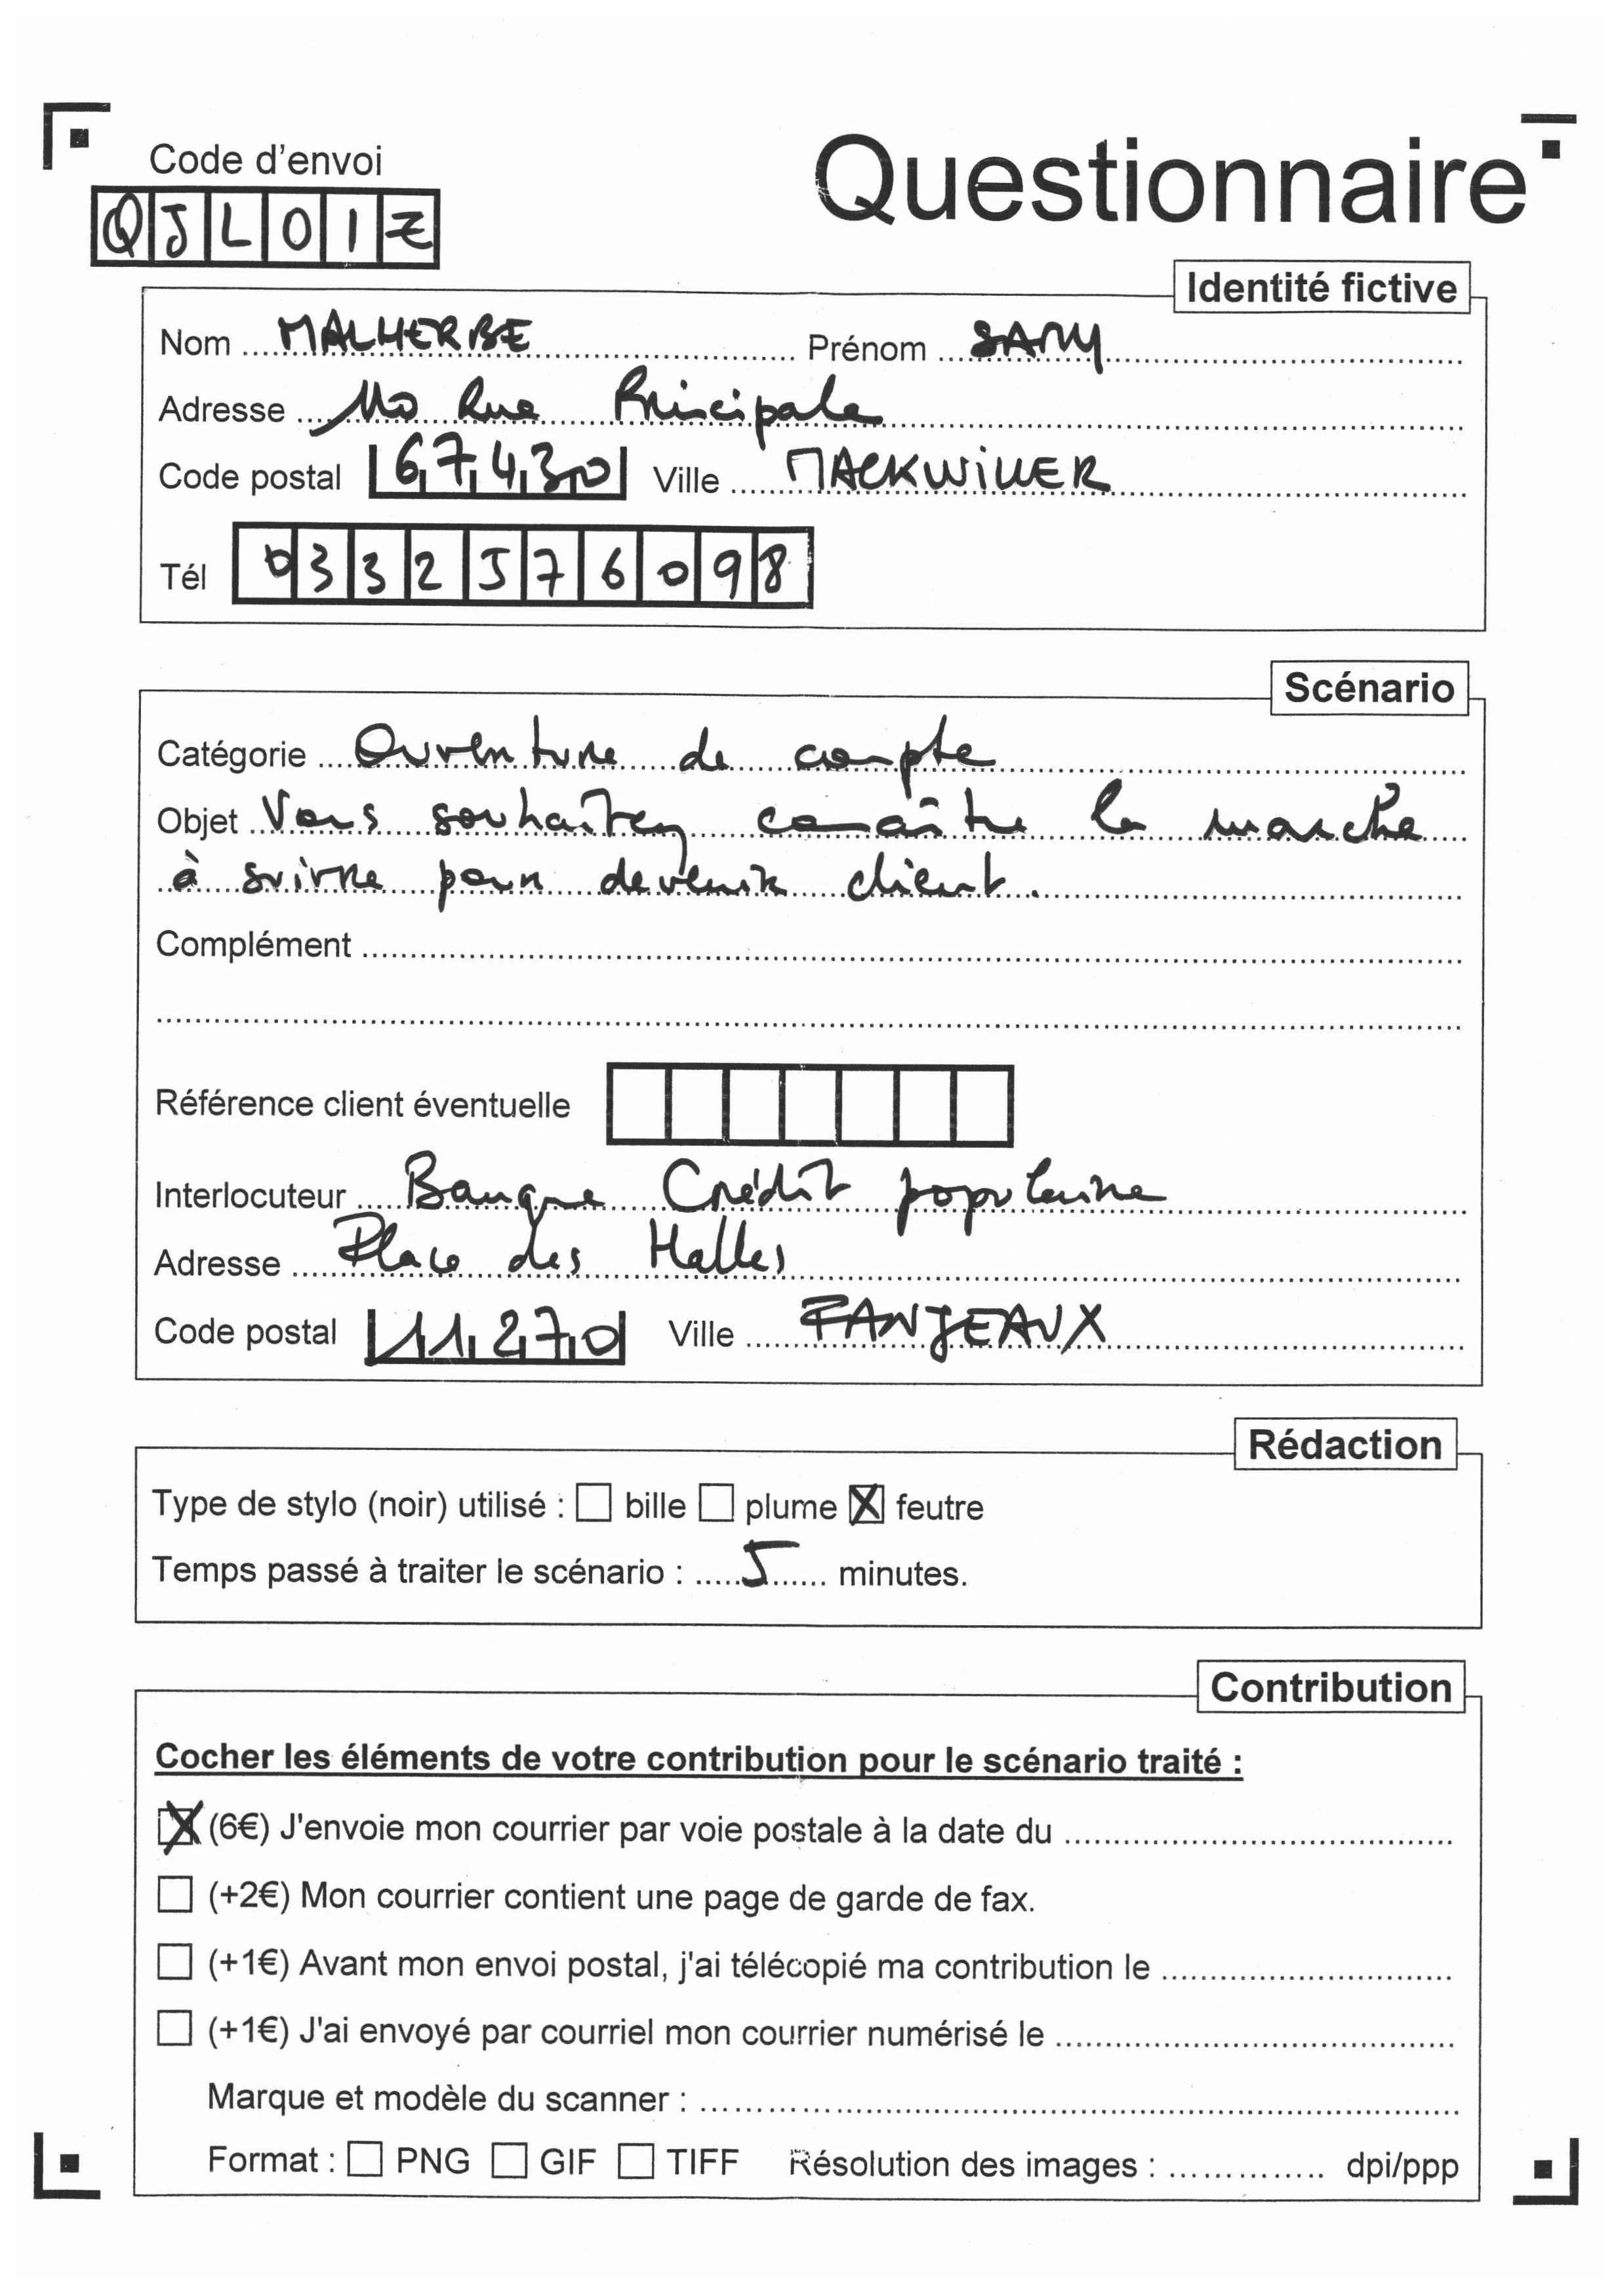 Code d'envoi
Questionnaire
QJL01Z
Identité fictive
Nom MALHERBE Prénom SAMY
Adresse 110 Rue Principale
Code postal 67430 Ville MACKWILLER
Tél 0332576098
Scénario
Catégorie Ouverture de compte
Objet Vous souhaitez connaître la marche
à suivre pour devenir client.
Complément
Référence client éventuelle
Interlocuteur Banque Crédit populaire
Adresse Place des Halles
Code postal 11270 Ville FANJEAUX
Rédaction
Type de stylo (noir) utilisé : bille plume feutre
Temps passé à traiter le scénario : 5 minutes.
Contribution
Cocher les éléments de votre contribution pour le scénario traité :
(6€) J'envoie mon courrier par voie postale à la date du
(+2€) Mon courrier contient une page de garde de fax.
(+1€) Avant mon envoi postal, j'ai télécopié ma contribution le
(+1€) J'ai envoyé par courriel mon courrier numérisé le
Marque et modèle du scanner :
Format : PNG GIF TIFF Résolution des images : dpi/ppp